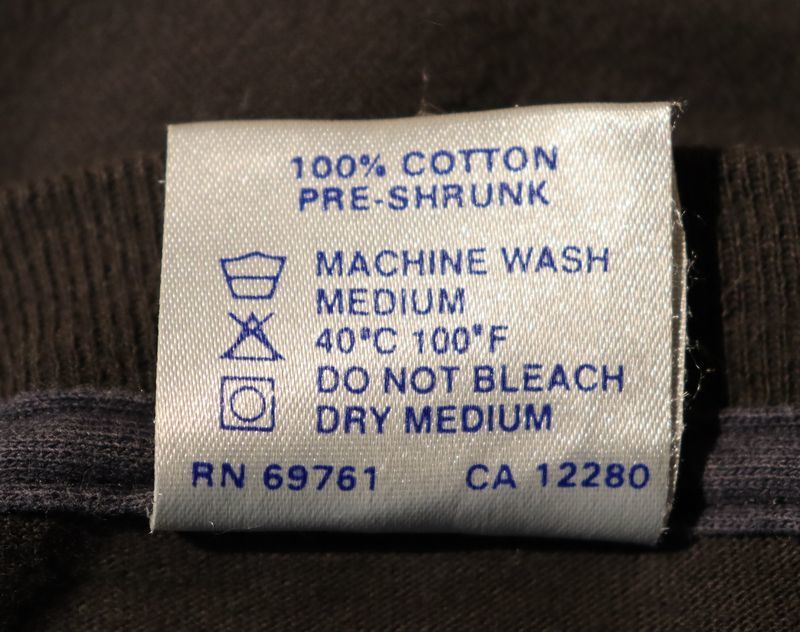 100% COTTON
PRE-SHRUNK
MACHINE WASH
MEDIUM
40°C 100°F
DO NOT BLEACH
DRY MEDIUM
RN 69761 CA 12280